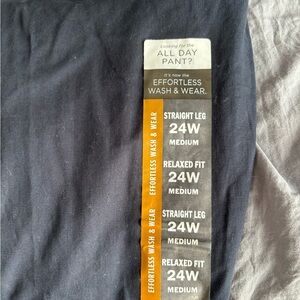 Looking for the
ALL DAY
PANT?
It's now the
EFFORTLESS
WASH & WEAR.
EFFORTLESS WASH & WEAR
STRAIGHT LEG
24W
MEDIUM
RELAXED FIT
24W
MEDIUM
EFFORTLESS WASH & WEAR
STRAIGHT LEG
24W
MEDIUM
RELAXED FIT
24W
MEDIUM